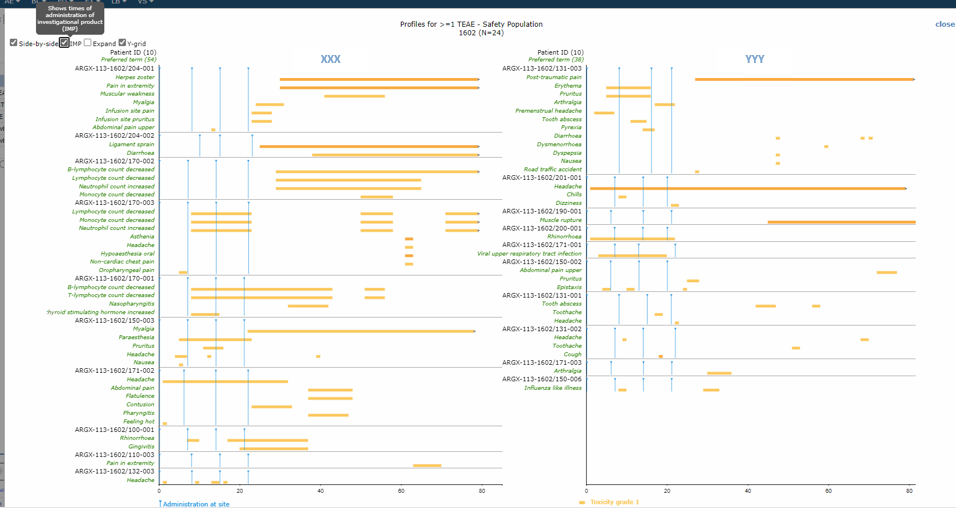 Shows times of
administration of
investigational product
(IMP)
Profiles for >=1 TEAE - Safety Population
1602 (N=24)
close
Side-by-side IMP Expand Y-grid
Patient ID (10)
Preferred term (54)
XXX
ARGX-113-1602/204-001
Herpes zoster
Pain in extremity
Muscular weakness
Myalgia
Infusion site pain
Infusion site pruritus
Abdominal pain upper
ARGX-113-1602/204-002
Ligament sprain
Diarrhoea
ARGX-113-1602/170-002
B-lymphocyte count decreased
Lymphocyte count decreased
Neutrophil count increased
Monocyte count decreased
ARGX-113-1602/170-003
Lymphocyte count decreased
Monocyte count decreased
Neutrophil count increased
Asthenia
Headache
Hypoaesthesia oral
Non-cardiac chest pain
Oropharyngeal pain
ARGX-113-1602/170-001
B-lymphocyte count decreased
T-lymphocyte count decreased
Nasopharyngitis
hyroid stimulating hormone increased
ARGX-113-1602/150-003
Myalgia
Paraesthesia
Pruritus
Headache
Nausea
ARGX-113-1602/171-002
Headache
Abdominal pain
Flatulence
Contusion
Pharyngitis
Feeling hot
ARGX-113-1602/100-001
Rhinorrhoea
Gingivitis
ARGX-113-1602/110-003
Pain in extremity
ARGX-113-1602/132-003
Headache
0 20 40 60 80
Administration at site
Patient ID (10)
Preferred term (38)
YYY
ARGX-113-1602/131-003
Post-traumatic pain
Erythema
Pruritus
Arthralgia
Premenstrual headache
Tooth abscess
Pyrexia
Diarrhoea
Dysmenorrhoea
Dyspepsia
Nausea
Road traffic accident
ARGX-113-1602/201-001
Headache
Chills
Dizziness
ARGX-113-1602/190-001
Muscle rupture
ARGX-113-1602/200-001
Rhinorrhoea
ARGX-113-1602/171-001
Viral upper respiratory tract infection
ARGX-113-1602/150-002
Abdominal pain upper
Pruritus
Epistaxis
ARGX-113-1602/131-001
Tooth abscess
Toothache
Headache
ARGX-113-1602/131-002
Headache
Toothache
Cough
ARGX-113-1602/171-003
Arthralgia
ARGX-113-1602/150-006
Influenza like illness
0 20 40 60 80
Toxicity grade 1